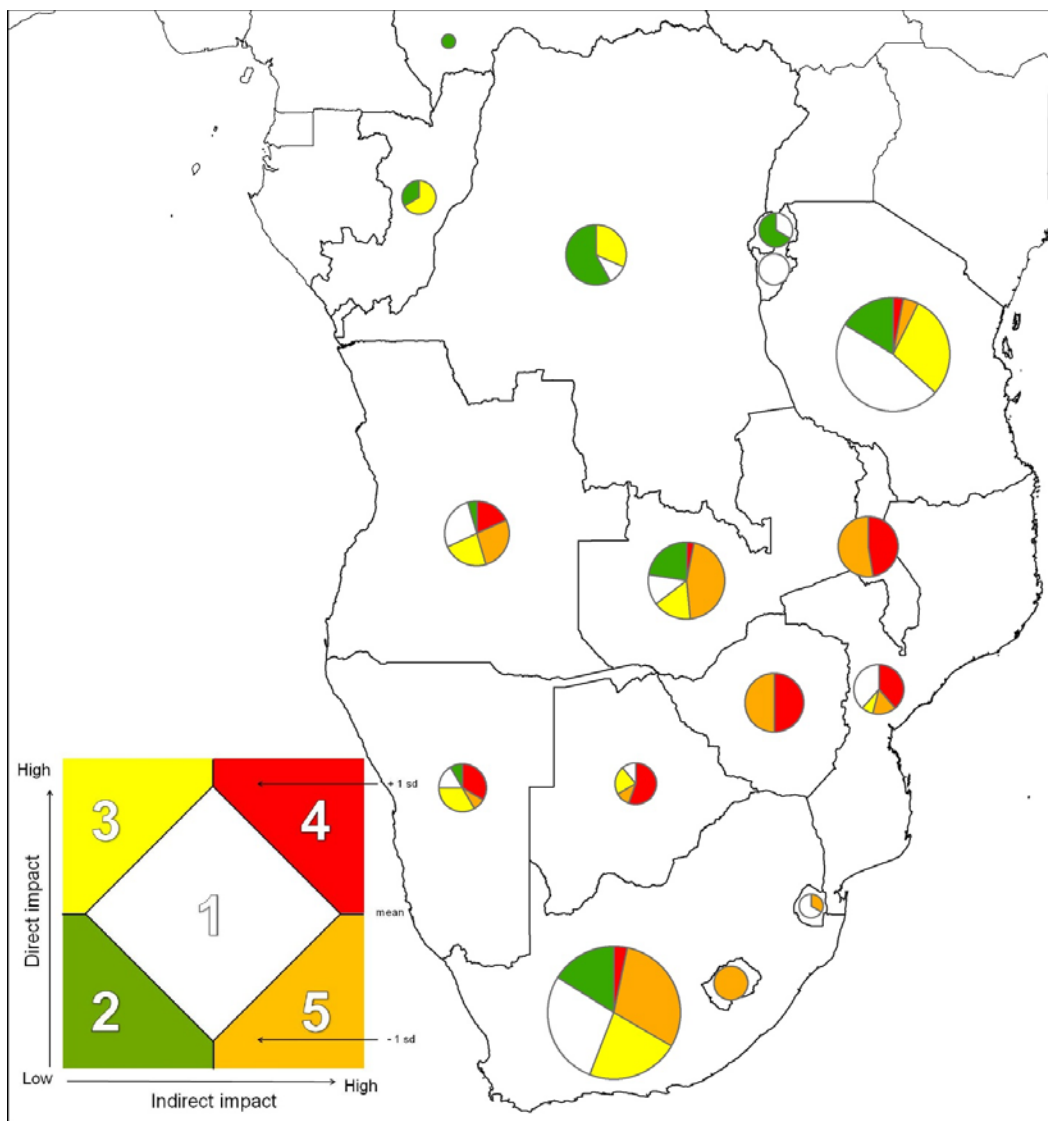 High
3
4
+ 1 sd
Direct impact
1
mean
2
5
- 1 sd
Low
High
Indirect impact